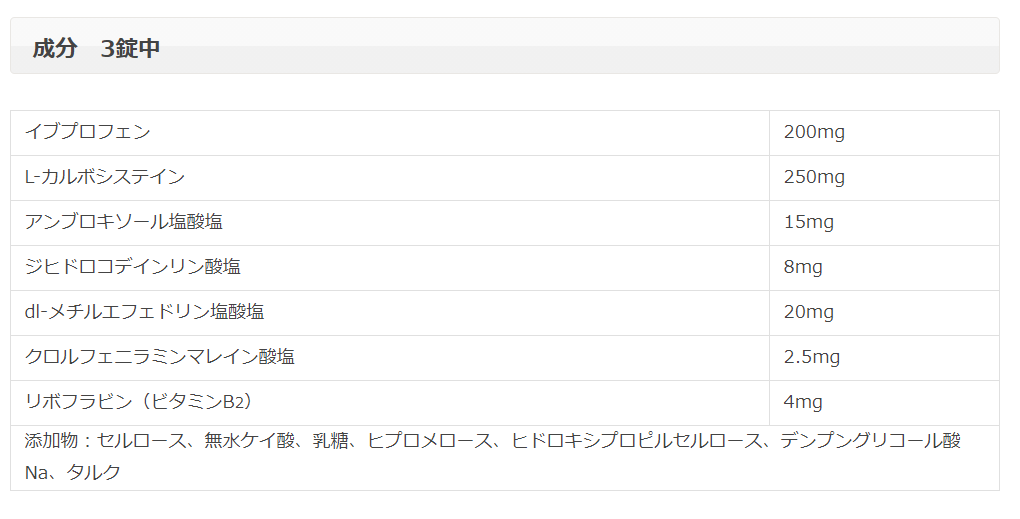 成分　3錠中
イブプロフェン 200mg
L-カルボシステイン 250mg
アンブロキソール塩酸塩 15mg
ジヒドロコデインリン酸塩 8mg
dl-メチルエフェドリン塩酸塩 20mg
クロルフェニラミンマレイン酸塩 2.5mg
リボフラビン（ビタミンB2） 4mg
添加物：セルロース、無水ケイ酸、乳糖、ヒプロメロース、ヒドロキシプロピルセルロース、デンプングリコール酸
Na、タルク